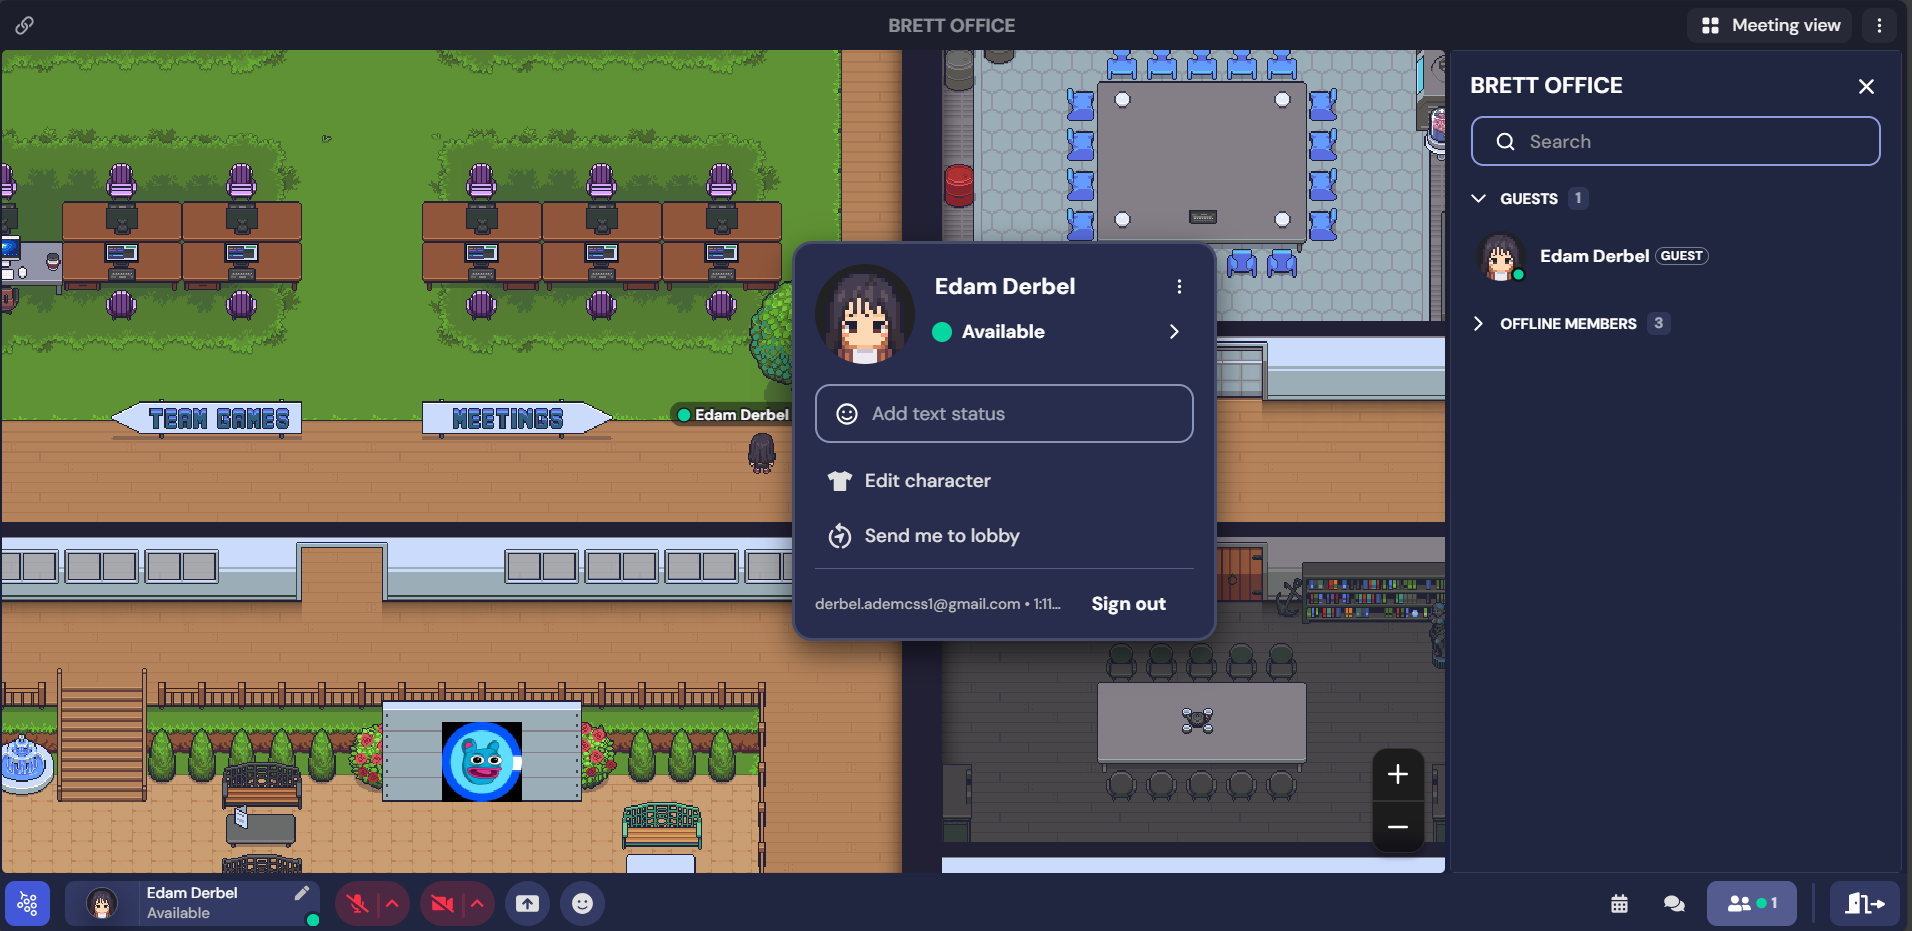 BRETT OFFICE
Meeting view
BRETT OFFICE
Search
GUESTS 1
Edam Derbel GUEST
OFFLINE MEMBERS 3
TEAM GAMES
MEETINGS
Edam Derbel
Edam Derbel
Available
Add text status
Edit character
Send me to lobby
derbel.ademcss1@gmail.com • 1:11...
Sign out
Edam Derbel
Available
1